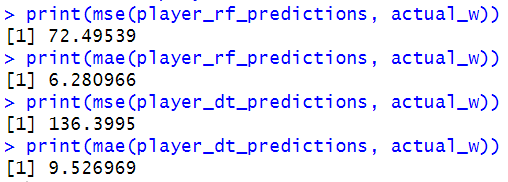 > print(mse(player_rf_predictions, actual_w))
[1] 72.49539
> print(mae(player_rf_predictions, actual_w))
[1] 6.280966
> print(mse(player_dt_predictions, actual_w))
[1] 136.3995
> print(mae(player_dt_predictions, actual_w))
[1] 9.526969